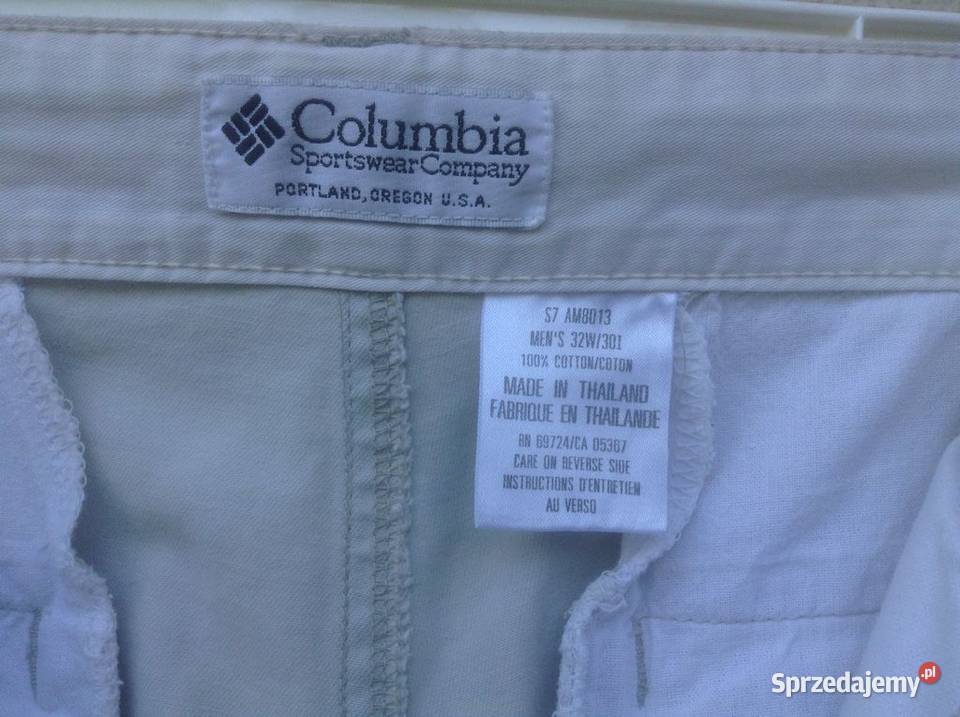 Columbia
Sportswear Company
PORTLAND, OREGON U.S.A.
S7 AM8013
MEN'S 32W/30I
100% COTTON/COTON
MADE IN THAILAND
FABRIQUE EN THAILANDE
RN 69724/CA 05367
CARE ON REVERSE SIDE
INSTRUCTIONS D'ENTRETIEN
AU VERSO
Sprzedajemy.pl